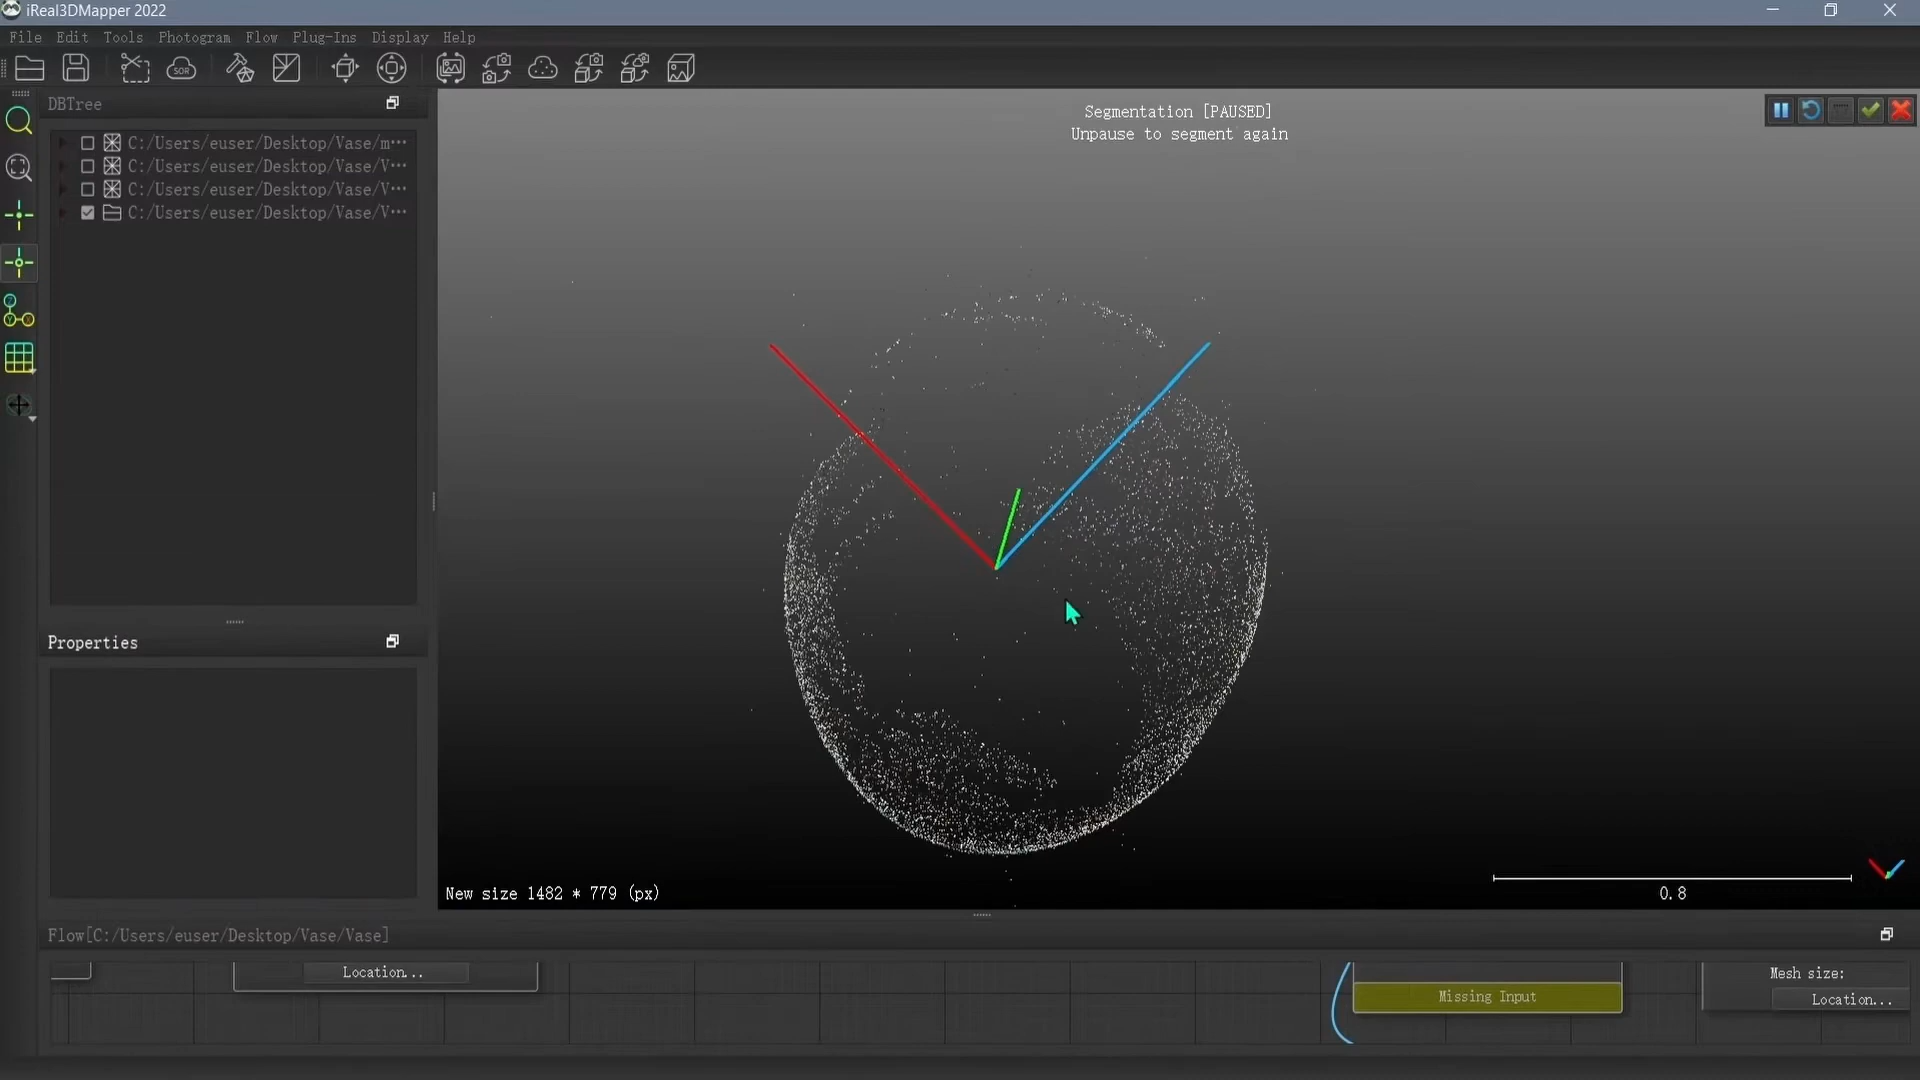 iReal3DMapper 2022
File Edit Tools Photogram Flow Plug-Ins Display Help
SOR
DBTree
C:/Users/euser/Desktop/Vase/m···
C:/Users/euser/Desktop/Vase/V···
C:/Users/euser/Desktop/Vase/V···
C:/Users/euser/Desktop/Vase/V···
Segmentation [PAUSED]
Unpause to segment again
Properties
New size 1482 * 779 (px)
0.8
Flow[C:/Users/euser/Desktop/Vase/Vase]
Location...
Missing Input
Mesh size:
Location...